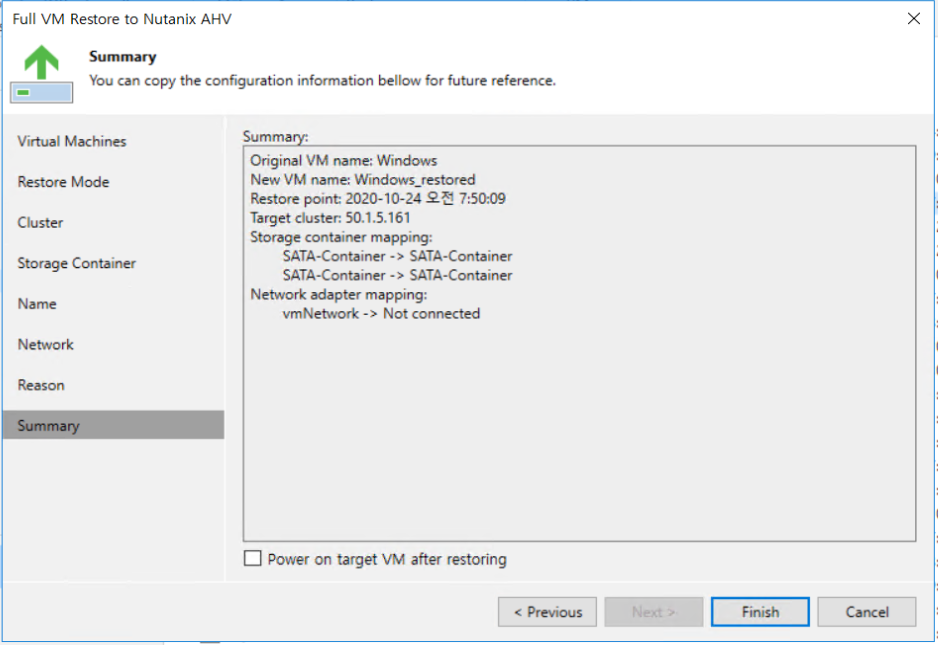 Full VM Restore to Nutanix AHV
Summary
You can copy the configuration information bellow for future reference.
Virtual Machines
Restore Mode
Cluster
Storage Container
Name
Network
Reason
Summary
Summary:
Original VM name: Windows
New VM name: Windows_restored
Restore point: 2020-10-24 오전 7:50:09
Target cluster: 50.1.5.161
Storage container mapping:
SATA-Container -> SATA-Container
SATA-Container -> SATA-Container
Network adapter mapping:
vmNetwork -> Not connected
Power on target VM after restoring
< Previous
Next >
Finish
Cancel